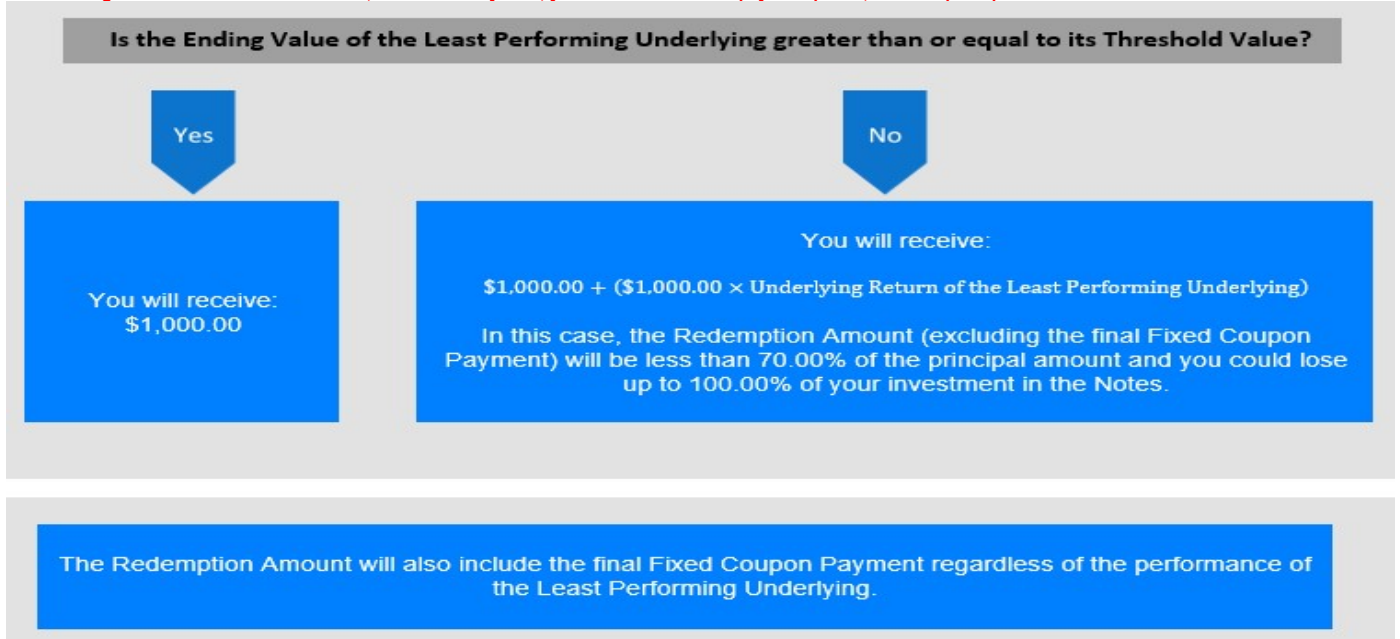 Is the Ending Value of the Least Performing Underlying greater than or equal to its Threshold Value?
Yes
No
You will receive:
$1,000.00
You will receive:
$1,000.00 + ($1,000.00 × Underlying Return of the Least Performing Underlying)
In this case, the Redemption Amount (excluding the final Fixed Coupon
Payment) will be less than 70.00% of the principal amount and you could lose
up to 100.00% of your investment in the Notes.
The Redemption Amount will also include the final Fixed Coupon Payment regardless of the performance of
the Least Performing Underlying.